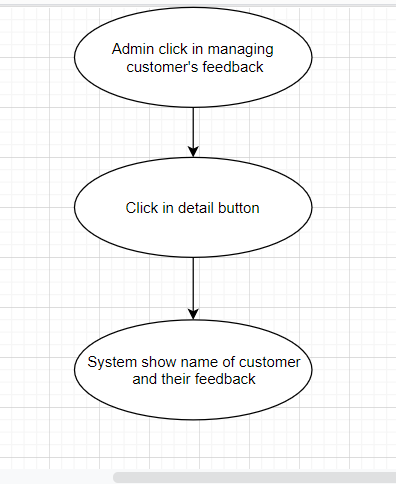 Admin click in managing
customer's feedback
Click in detail button
System show name of customer
and their feedback